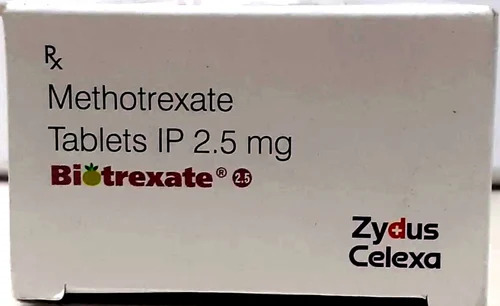 Rx
Methotrexate
Tablets IP 2.5 mg
Biotrexate® 2.5
Zydus
Celexa